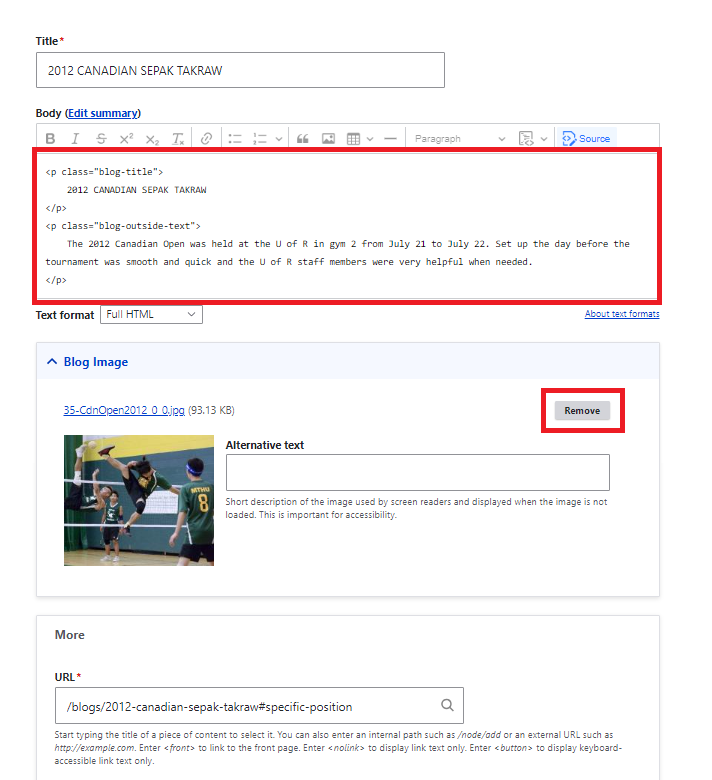 Title*
2012 CANADIAN SEPAK TAKRAW
Body (Edit summary)
B I S x² x₂ Tx Paragraph Source
<p class="blog-title">
2012 CANADIAN SEPAK TAKRAW
</p>
<p class="blog-outside-text">
The 2012 Canadian Open was held at the U of R in gym 2 from July 21 to July 22. Set up the day before the
tournament was smooth and quick and the U of R staff members were very helpful when needed.
</p>
Text format Full HTML About text formats
Blog Image
35-CdnOpen2012_0_0.jpg (93.13 KB) Remove
Alternative text
MTHU
8
Short description of the image used by screen readers and displayed when the image is not
loaded. This is important for accessibility.
More
URL*
/blogs/2012-canadian-sepak-takraw#specific-position
Start typing the title of a piece of content to select it. You can also enter an internal path such as /node/add or an external URL such as
http://example.com. Enter <front> to link to the front page. Enter <nolink> to display link text only. Enter <button> to display keyboard-
accessible link text only.